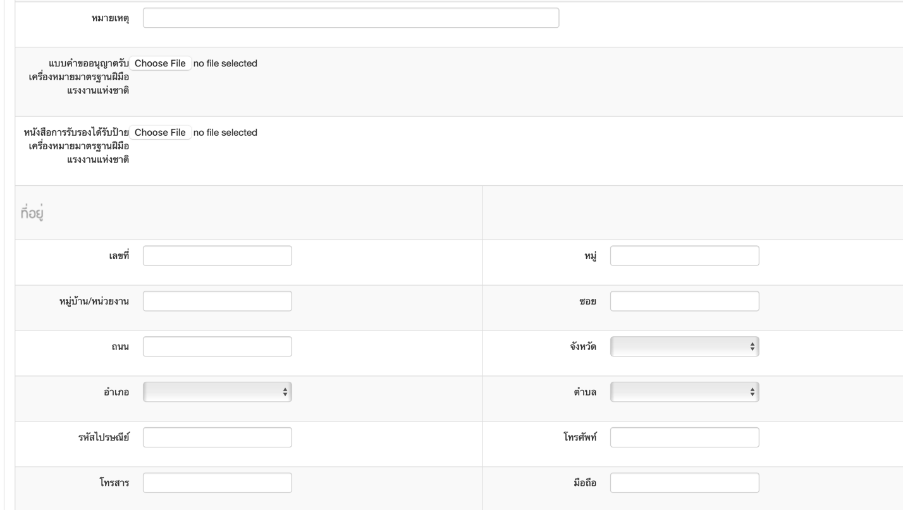 หมายเหตุ
แบบคำขออนุญาตรับ Choose File no file selected
เครื่องหมายมาตรฐานฝีมือ
แรงงานแห่งชาติ
หนังสือการรับรองได้รับป้าย Choose File no file selected
เครื่องหมายมาตรฐานฝีมือ
แรงงานแห่งชาติ
ที่อยู่
เลขที่ หมู่
หมู่บ้าน/หน่วยงาน ซอย
ถนน จังหวัด
อำเภอ ตำบล
รหัสไปรษณีย์ โทรศัพท์
โทรสาร มือถือ